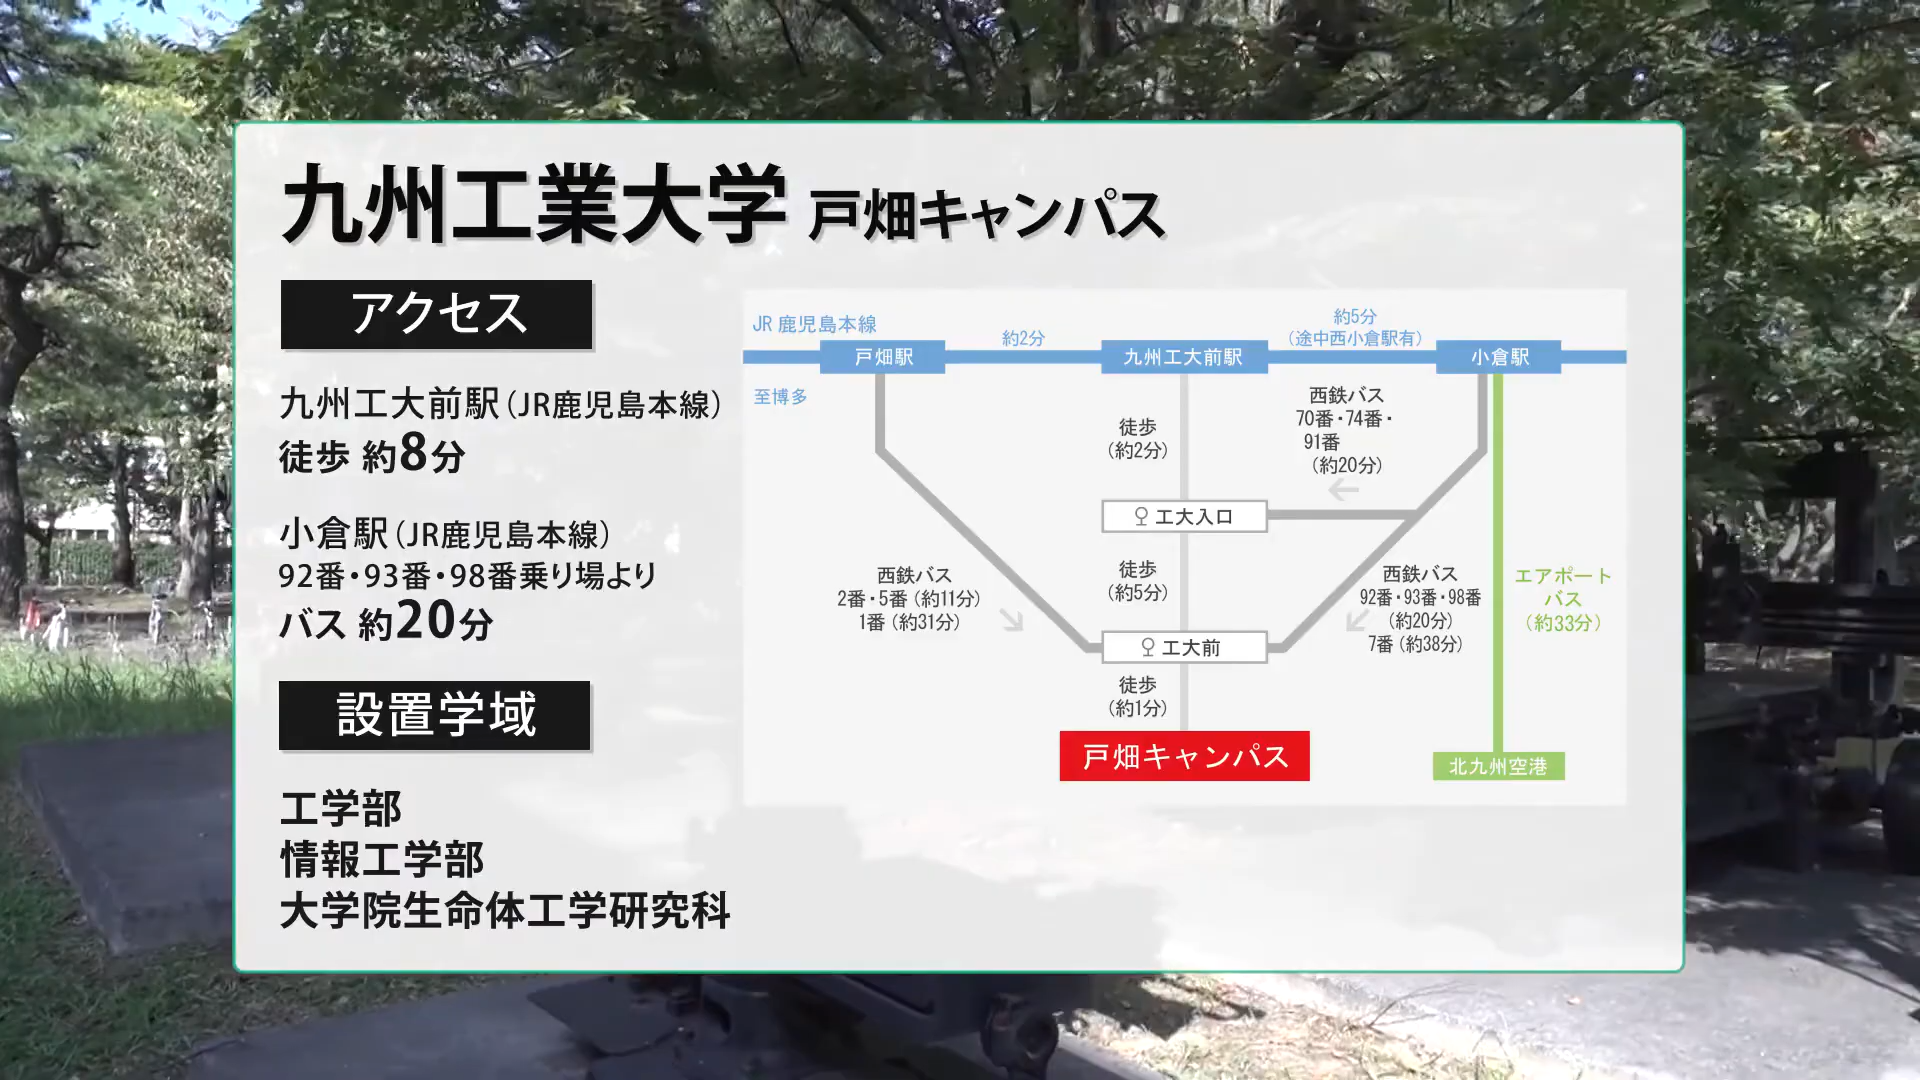 九州工業大学 戸畑キャンパス
アクセス
九州工大前駅（JR鹿児島本線）
徒歩 約8分
小倉駅（JR鹿児島本線）
92番・93番・98番乗り場より
バス 約20分
設置学域
工学部
情報工学部
大学院生命体工学研究科
JR 鹿児島本線
約2分
約5分
（途中西小倉駅有）
戸畑駅
九州工大前駅
小倉駅
至博多
徒歩
（約2分）
西鉄バス
70番・74番・
91番
（約20分）
工大入口
西鉄バス
2番・5番（約11分）
1番（約31分）
徒歩
（約5分）
西鉄バス
92番・93番・98番
（約20分）
7番（約38分）
エアポート
バス
（約33分）
工大前
徒歩
（約1分）
戸畑キャンパス
北九州空港